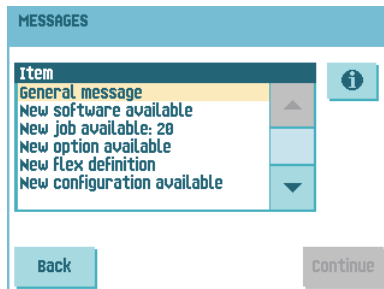 MESSAGES
Item
General message
New software available
New job available: 20
New option available
New flex definition
New configuration available
Back
Continue